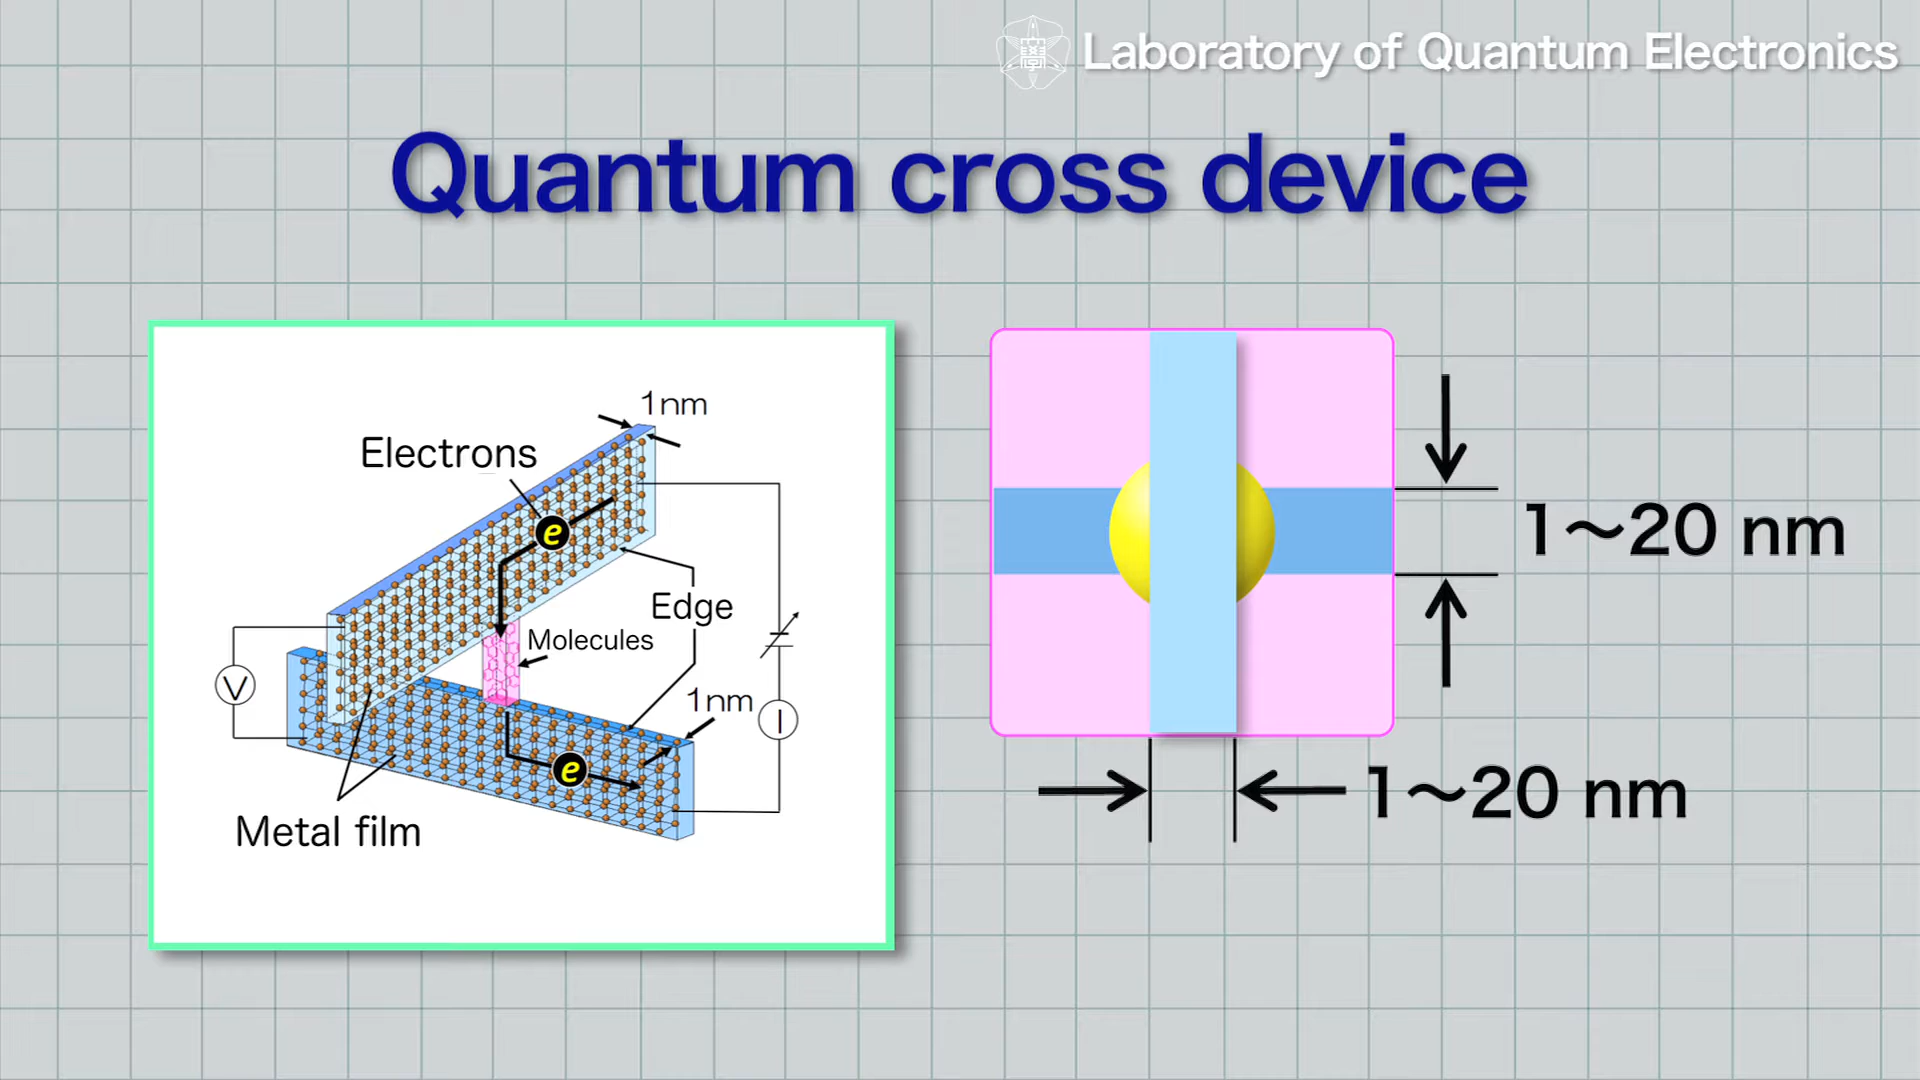 Laboratory of Quantum Electronics
Quantum cross device
1nm
Electrons
e
Edge
Molecules
V
1nm
I
e
Metal film
1~20 nm
1~20 nm